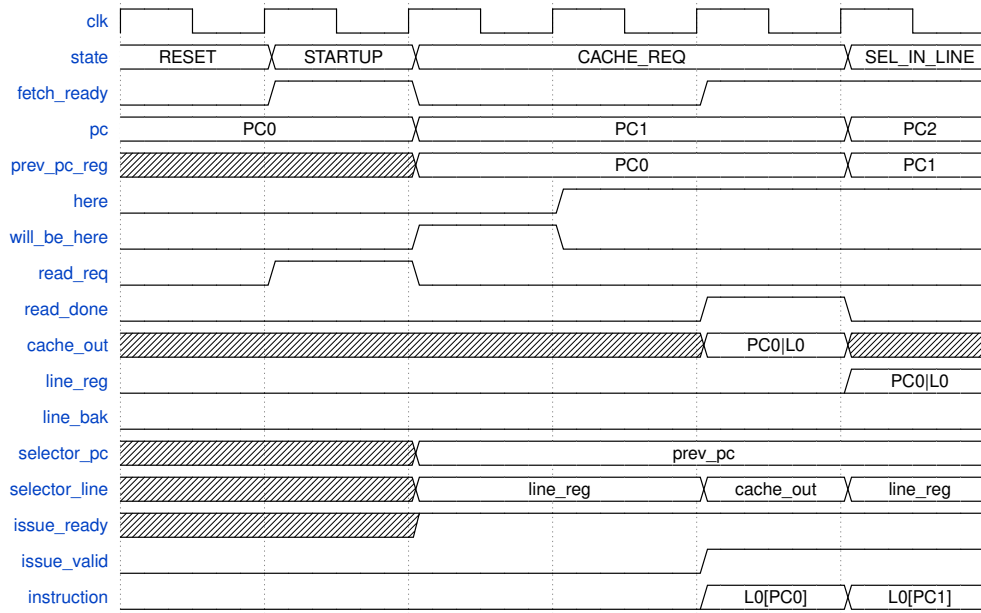 clk
state RESET STARTUP CACHE_REQ SEL_IN_LINE
fetch_ready
pc PC0 PC1 PC2
prev_pc_reg PC0 PC1
here
will_be_here
read_req
read_done
cache_out PC0|L0
line_reg PC0|L0
line_bak
selector_pc prev_pc
selector_line line_reg cache_out line_reg
issue_ready
issue_valid
instruction L0[PC0] L0[PC1]